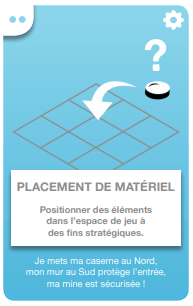 ?
PLACEMENT DE MATÉRIEL
Positionner des éléments
dans l'espace de jeu à
des fins stratégiques.
Je mets ma caserne au Nord,
mon mur au Sud protège l'entrée,
ma mine est sécurisée !